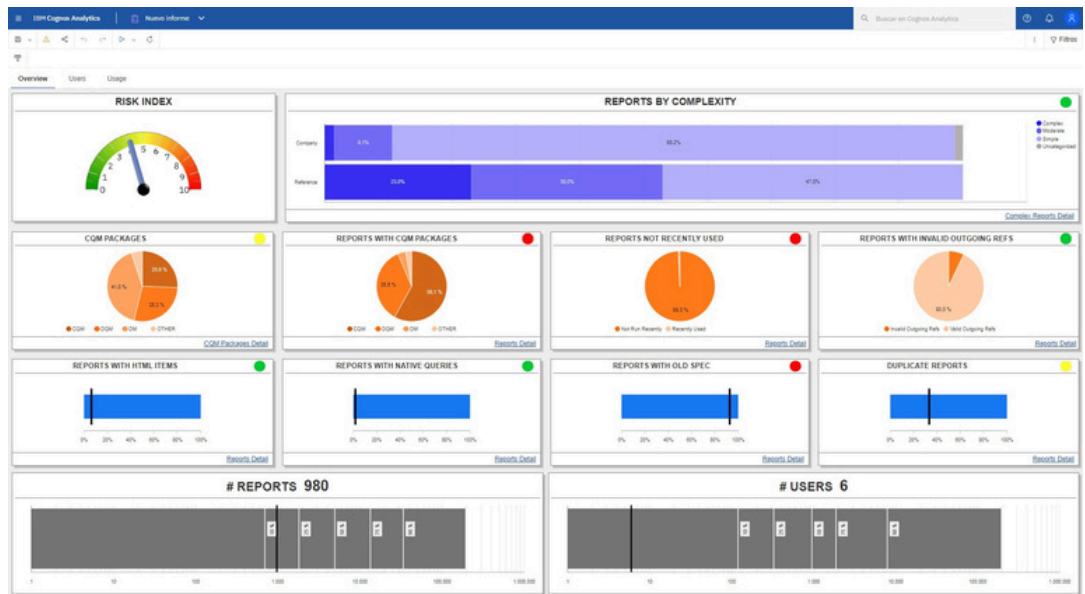 IBM Cognos Analytics
Nuevo informe
Buscar en Cognos Analytics
Filtros
Overview Users Usage
RISK INDEX
0 1 2 3 4 5 6 7 8 9 10
REPORTS BY COMPLEXITY
Company
Reference
47.0%
Complex
Moderate
Simple
Uncategorized
Complex Reports Detail
CQM PACKAGES
CQM DQM DM OTHER
CQM Packages Detail
REPORTS WITH CQM PACKAGES
CQM DQM DM OTHER
Reports Detail
REPORTS NOT RECENTLY USED
Not Run Recently Recently Used
Reports Detail
REPORTS WITH INVALID OUTGOING REFS
Invalid Outgoing Refs Valid Outgoing Refs
Reports Detail
REPORTS WITH HTML ITEMS
0% 20% 40% 60% 80% 100%
Reports Detail
REPORTS WITH NATIVE QUERIES
0% 20% 40% 60% 80% 100%
Reports Detail
REPORTS WITH OLD SPEC
0% 20% 40% 60% 80% 100%
Reports Detail
DUPLICATE REPORTS
0% 20% 40% 60% 80% 100%
Reports Detail
# REPORTS 980
1 10 100 1.000 10.000 100.000 1.000.000
# USERS 6
1 10 100 1.000 10.000 100.000 1.000.000